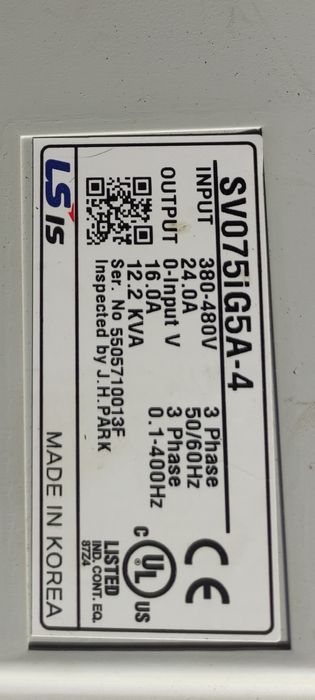 SV075iG5A-4
INPUT 380-480V 3 Phase
24.0A 50/60Hz
OUTPUT 0-Input V 3 Phase
16.0A 0.1-400Hz
12.2 KVA
Ser. No 5505710013F
Inspected by J.H.PARK
CE
C UL US
®
LISTED
IND. CONT. EQ.
87Z4
LS IS
MADE IN KOREA